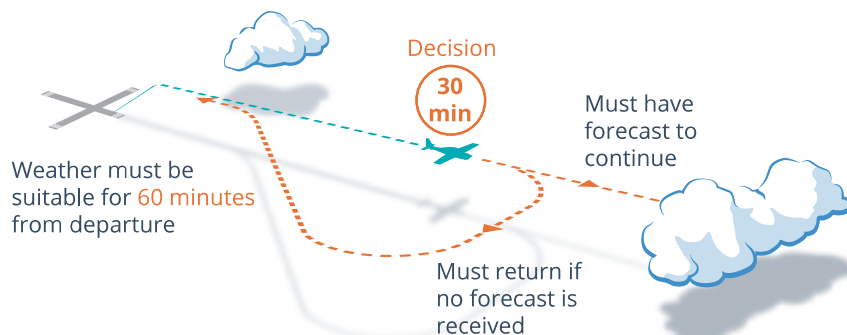 Decision
30
min
Must have
forecast to
continue
Weather must be
suitable for 60 minutes
from departure
Must return if
no forecast is
received